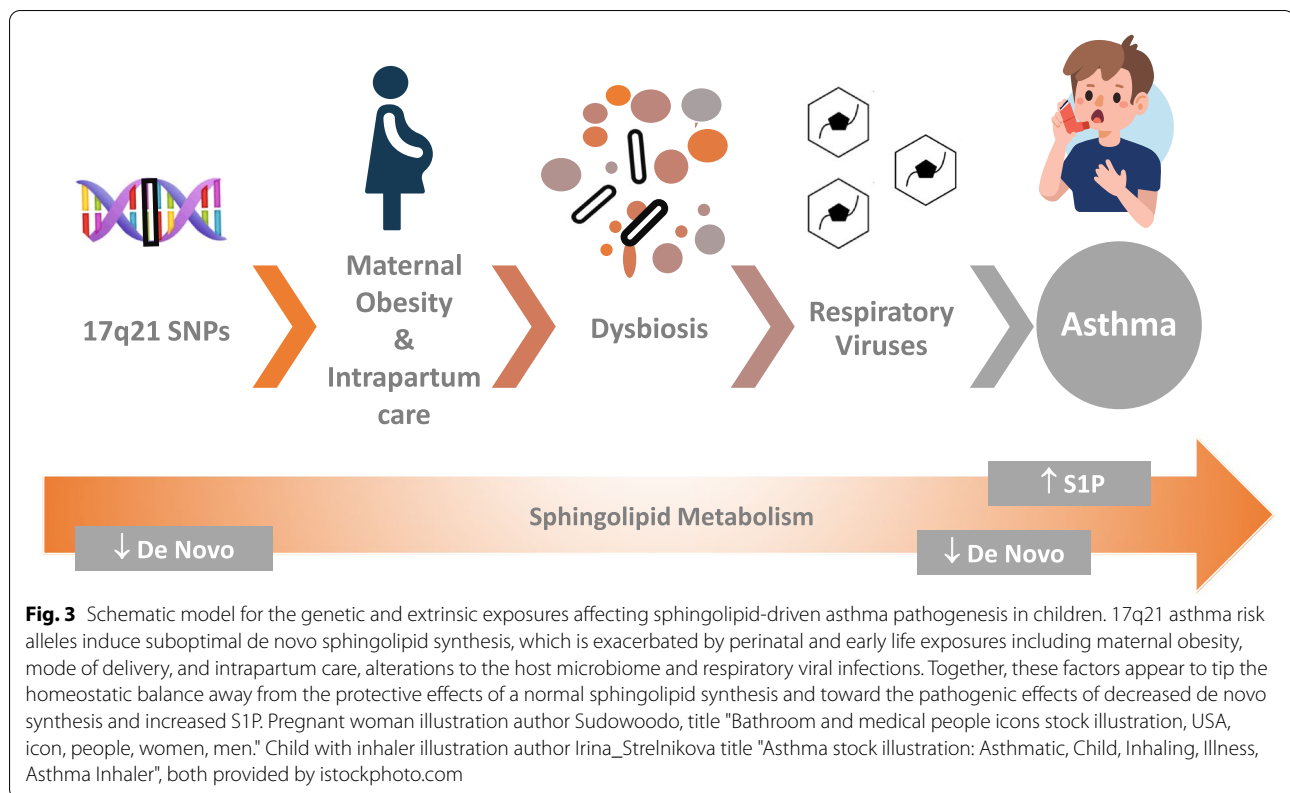 17q21 SNPs
Maternal
Obesity
&
Intrapartum
care
Dysbiosis
Respiratory
Viruses
Asthma
Sphingolipid Metabolism
↑ S1P
↓ De Novo
↓ De Novo
Fig. 3 Schematic model for the genetic and extrinsic exposures affecting sphingolipid-driven asthma pathogenesis in children. 17q21 asthma risk
alleles induce suboptimal de novo sphingolipid synthesis, which is exacerbated by perinatal and early life exposures including maternal obesity,
mode of delivery, and intrapartum care, alterations to the host microbiome and respiratory viral infections. Together, these factors appear to tip the
homeostatic balance away from the protective effects of a normal sphingolipid synthesis and toward the pathogenic effects of decreased de novo
synthesis and increased S1P. Pregnant woman illustration author Sudowoodo, title "Bathroom and medical people icons stock illustration, USA,
icon, people, women, men." Child with inhaler illustration author Irina_Strelnikova title "Asthma stock illustration: Asthmatic, Child, Inhaling, Illness,
Asthma Inhaler", both provided by istockphoto.com